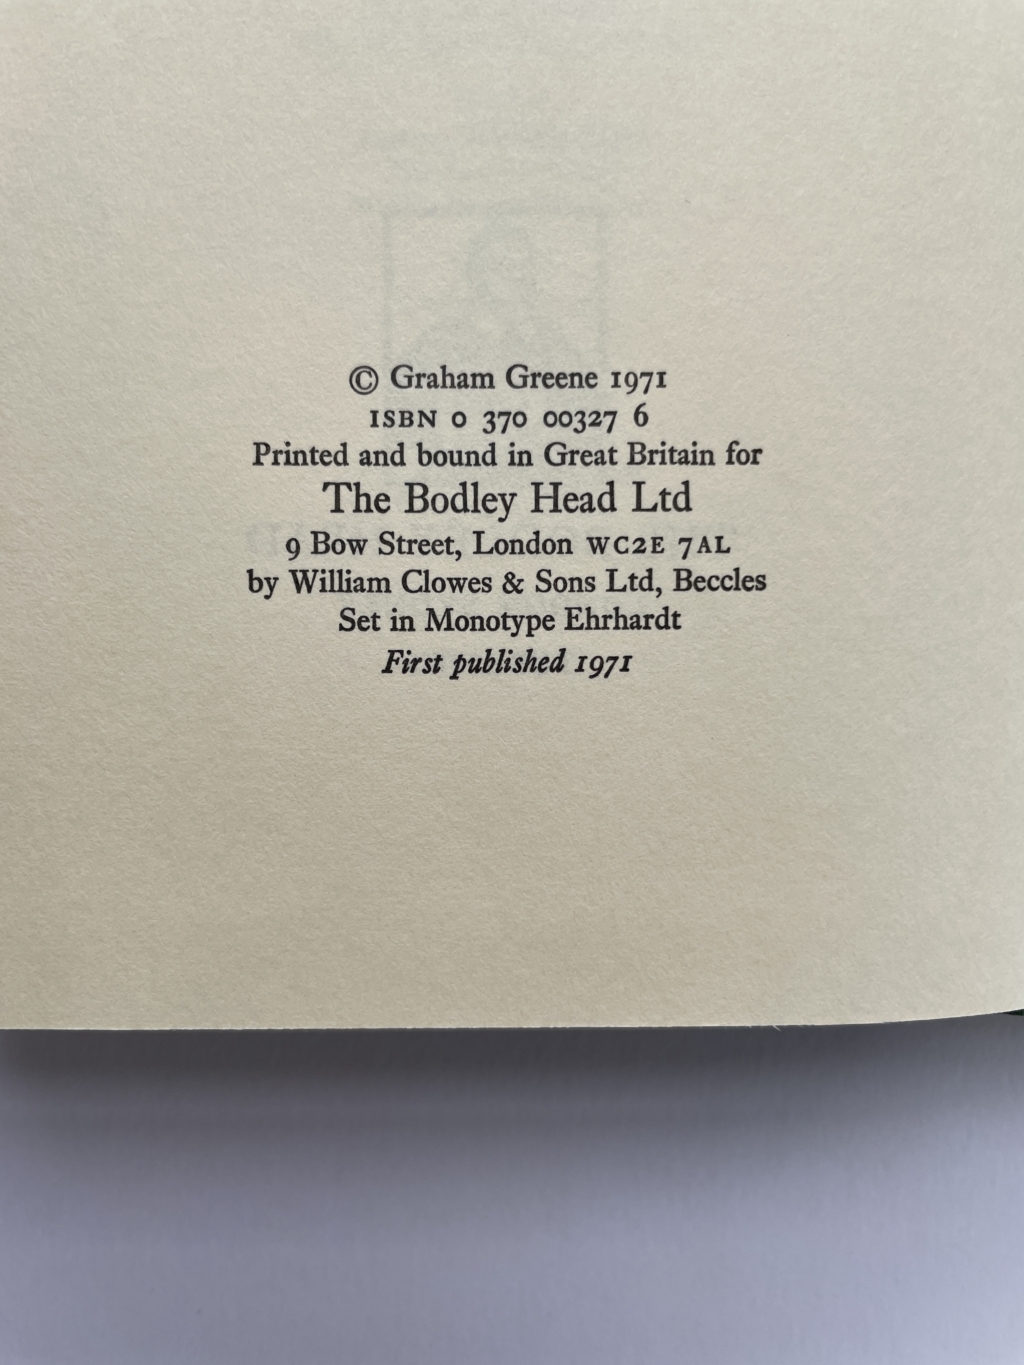 © Graham Greene 1971
ISBN 0 370 00327 6
Printed and bound in Great Britain for
The Bodley Head Ltd
9 Bow Street, London WC2E 7AL
by William Clowes & Sons Ltd, Beccles
Set in Monotype Ehrhardt
First published 1971